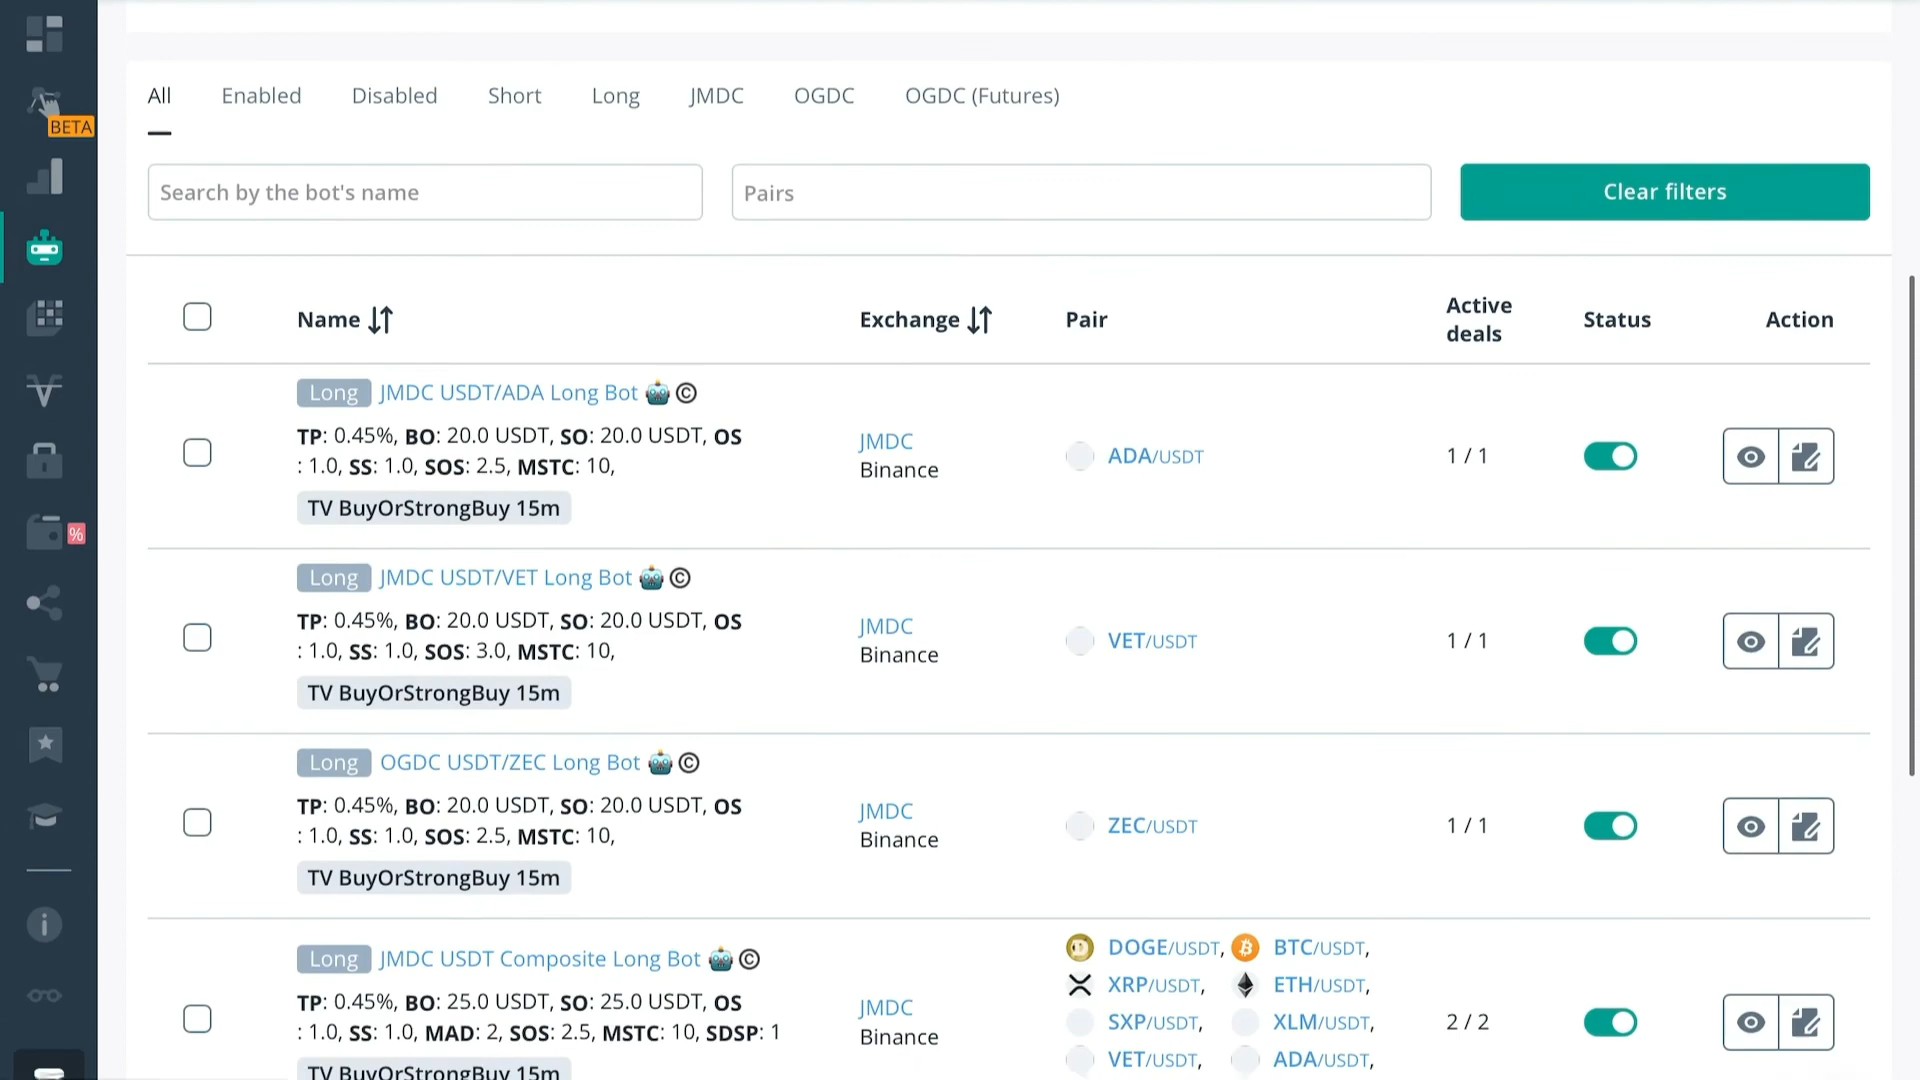 BETA
%
All Enabled Disabled Short Long JMDC OGDC OGDC (Futures)
Search by the bot's name Pairs Clear filters
Name Exchange Pair Active deals Status Action
Long JMDC USDT/ADA Long Bot ©
TP: 0.45%, BO: 20.0 USDT, SO: 20.0 USDT, OS
: 1.0, SS: 1.0, SOS: 2.5, MSTC: 10,
TV BuyOrStrongBuy 15m
JMDC
Binance
ADA/USDT
1 / 1
Long JMDC USDT/VET Long Bot ©
TP: 0.45%, BO: 20.0 USDT, SO: 20.0 USDT, OS
: 1.0, SS: 1.0, SOS: 3.0, MSTC: 10,
TV BuyOrStrongBuy 15m
JMDC
Binance
VET/USDT
1 / 1
Long OGDC USDT/ZEC Long Bot ©
TP: 0.45%, BO: 20.0 USDT, SO: 20.0 USDT, OS
: 1.0, SS: 1.0, SOS: 2.5, MSTC: 10,
TV BuyOrStrongBuy 15m
JMDC
Binance
ZEC/USDT
1 / 1
Long JMDC USDT Composite Long Bot ©
TP: 0.45%, BO: 25.0 USDT, SO: 25.0 USDT, OS
: 1.0, SS: 1.0, MAD: 2, SOS: 2.5, MSTC: 10, SDSP: 1
TV BuyOrStrongBuy 15m
JMDC
Binance
DOGE/USDT, BTC/USDT,
XRP/USDT, ETH/USDT,
SXP/USDT, XLM/USDT,
VET/USDT, ADA/USDT,
2 / 2